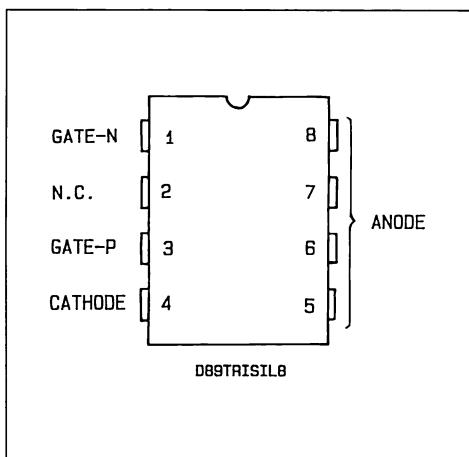 GATE-N 1 8
N.C. 2 7
GATE-P 3 6
ANODE
CATHODE 4 5
D89TRISIL8